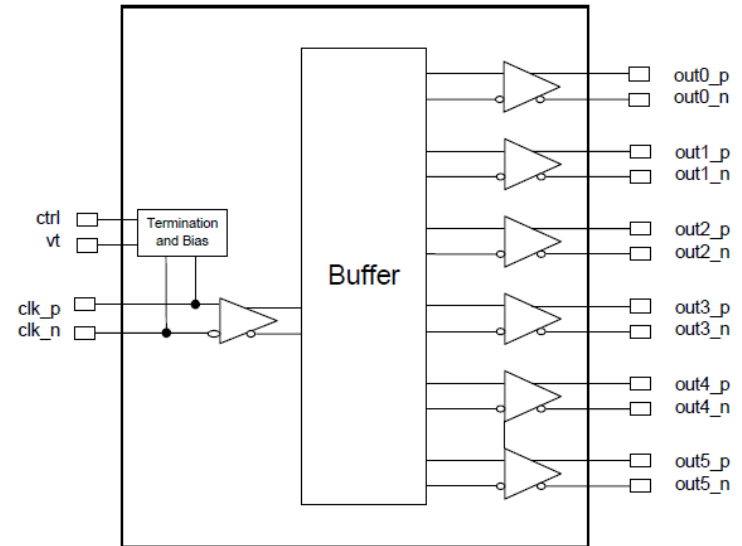 out0_p
out0_n
out1_p
out1_n
ctrl
vt
Termination
and Bias
out2_p
out2_n
Buffer
clk_p
clk_n
out3_p
out3_n
out4_p
out4_n
out5_p
out5_n